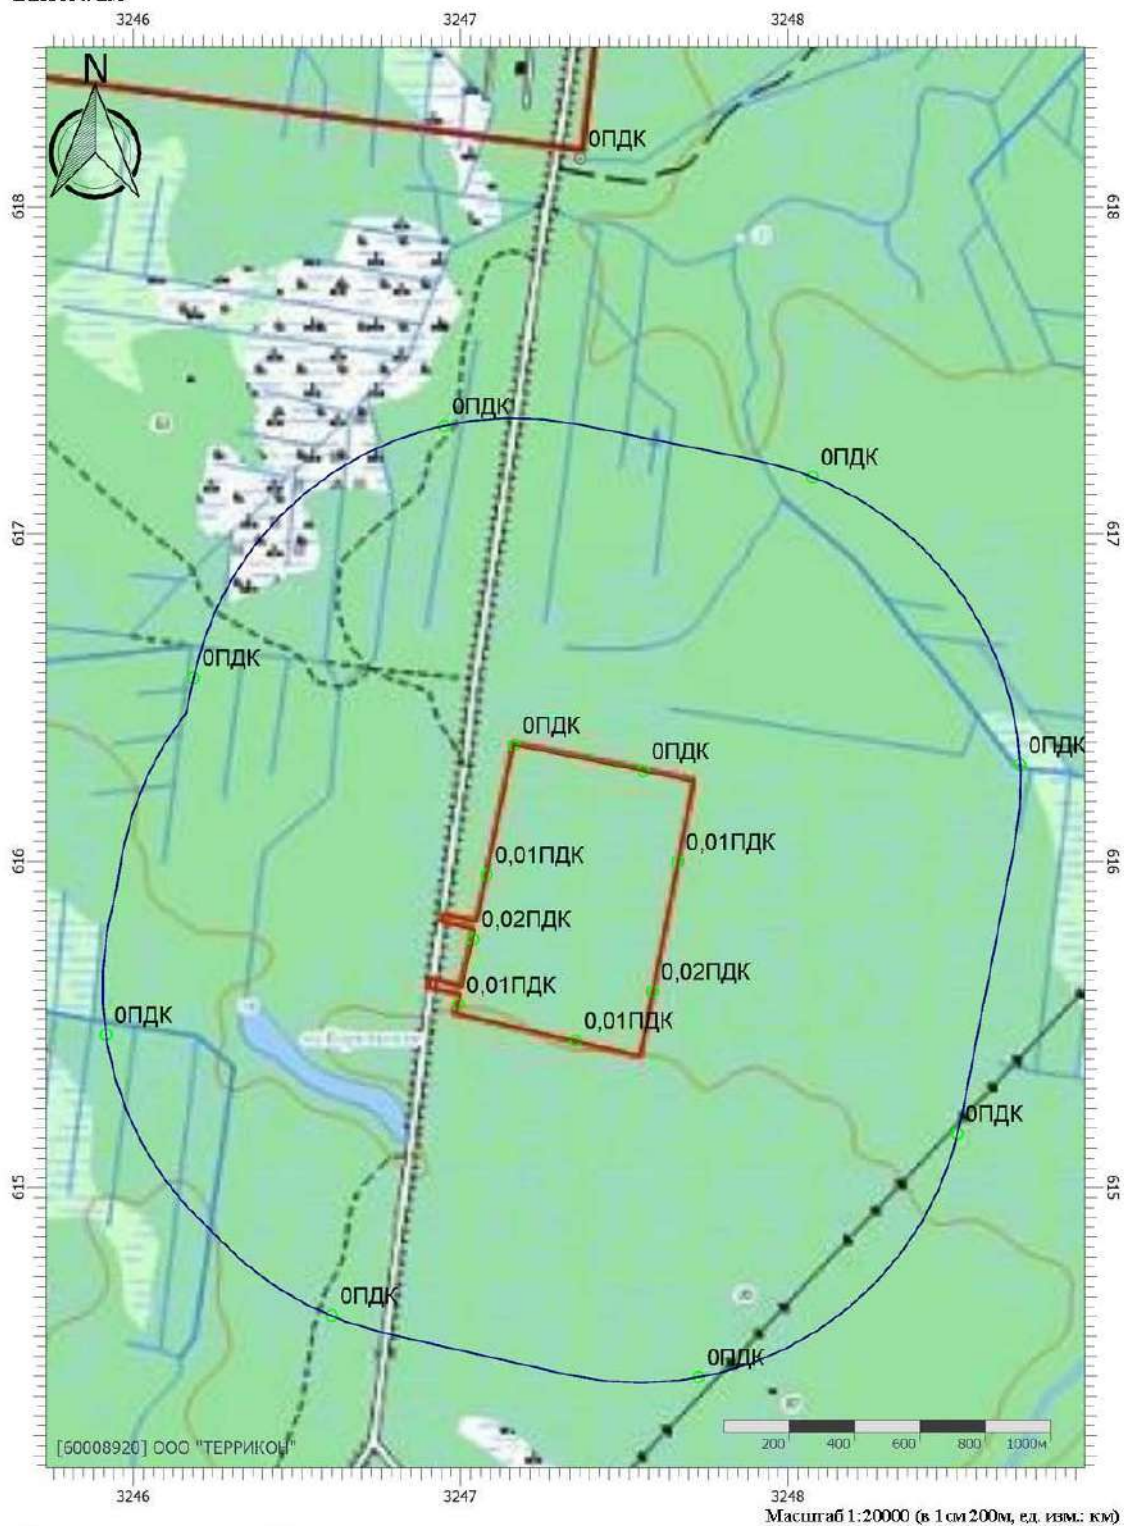 3246 3247 3248
N
0ПДК
618 618
0ПДК
0ПДК
617 617
0ПДК
0ПДК
0ПДК
0ПДК
0,01ПДК
0,01ПДК
616 616
0,02ПДК
0,02ПДК
0,01ПДК
0ПДК
0,01ПДК
0ПДК
615 615
0ПДК
0ПДК
[60008920] ООО "ТЕРРИКОН"
200 400 600 800 1000м
3246 3247 3248
Масштаб 1:20000 (в 1см 200м, ед. изм.: км)